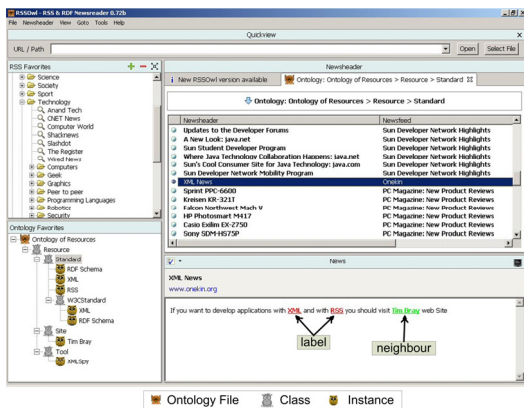 RSSOwl - RSS & RDF Newsreader 0.72b
File Newsheader View Goto Tools Help
Quickview
URL / Path
Open
Select File
RSS Favorites
Science
Society
Sport
Technology
Anand Tech
CNET News
Computer World
Shacknews
Slashdot
The Register
Wired News
Computers
Geek
Graphics
Peer to peer
Programming Languages
Robotics
Security
Ontology Favorites
Ontology of Resources
Resource
Standard
RDF Schema
XML
RSS
W3CStandard
XML
RDF Schema
Site
Tim Bray
Tool
XMLSpy
Newsheader
New RSSOwl version available
Ontology: Ontology of Resources > Resource > Standard
Ontology: Ontology of Resources > Resource > Standard
Newsheader Newsfeed
Updates to the Developer Forums Sun Developer Network Highlights
A New Look: java.net Sun Developer Network Highlights
Sun Student Developer Program Sun Developer Network Highlights
Where Java Technology Collaboration Happens: java.net Sun Developer Network Highlights
Sun's Cool Consumer Site for Java Technology: java.com Sun Developer Network Highlights
Sun Developer Network Mobility Program Sun Developer Network Highlights
XML News Onekin
Sprint PPC-6600 PC Magazine: New Product Reviews
Kreisen KR-321T PC Magazine: New Product Reviews
Falcon Northwest Mach V PC Magazine: New Product Reviews
HP Photosmart M417 PC Magazine: New Product Reviews
Casio Exilim EX-Z750 PC Magazine: New Product Reviews
Sony SDM-HS75P PC Magazine: New Product Reviews
News
XML News
www.onekin.org
If you want to develop applications with XML and with RSS you should visit Tim Bray web Site
label
neighbour
Ontology File Class Instance